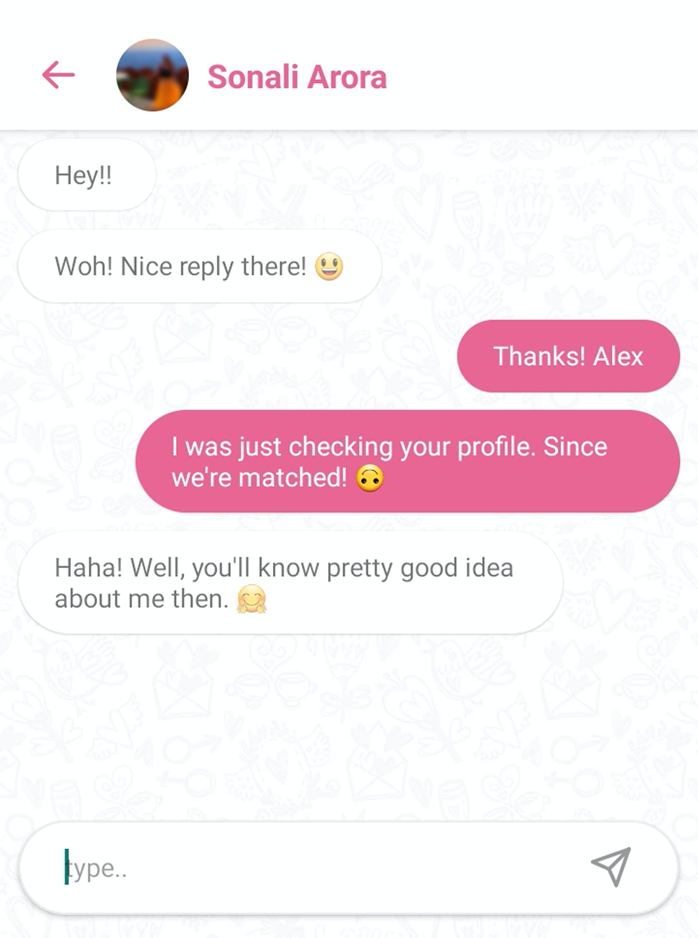 Sonali Arora
Hey!!
Woh! Nice reply there! 😃
Thanks! Alex
I was just checking your profile. Since
we're matched! 🙃
Haha! Well, you'll know pretty good idea
about me then. 🤗
type..